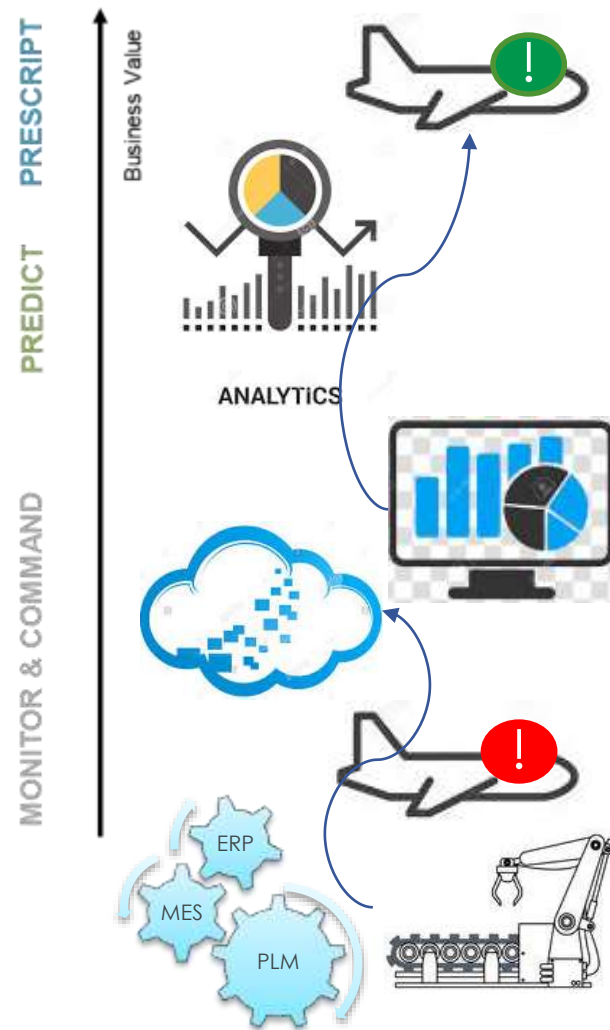 PRESCRIPT
Business Value
!
PREDICT
ANALYTiCS
MONITOR & COMMAND
!
ERP
MES
PLM